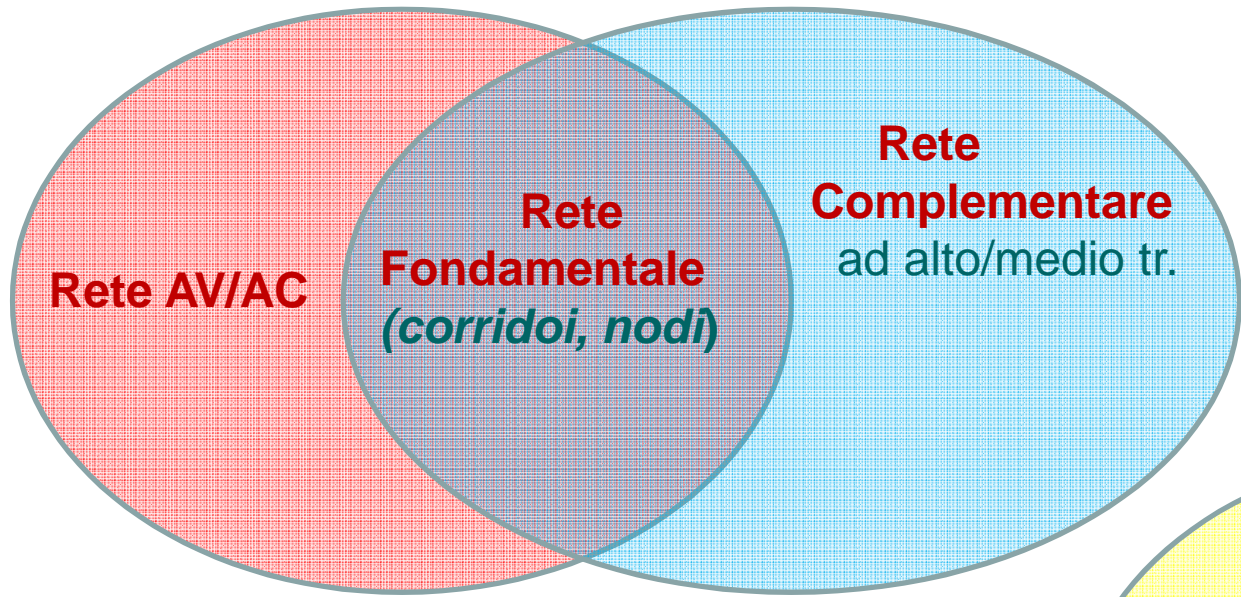 Rete AV/AC
Rete
Fondamentale
(corridoi, nodi)
Rete
Complementare
ad alto/medio tr.